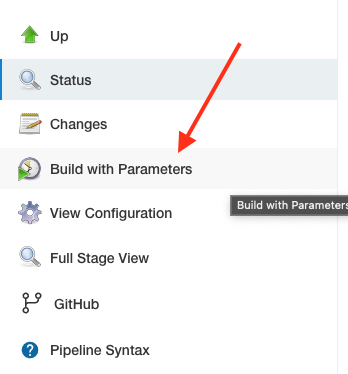 Up
Status
Changes
Build with Parameters
Build with Parameters
View Configuration
Full Stage View
GitHub
Pipeline Syntax